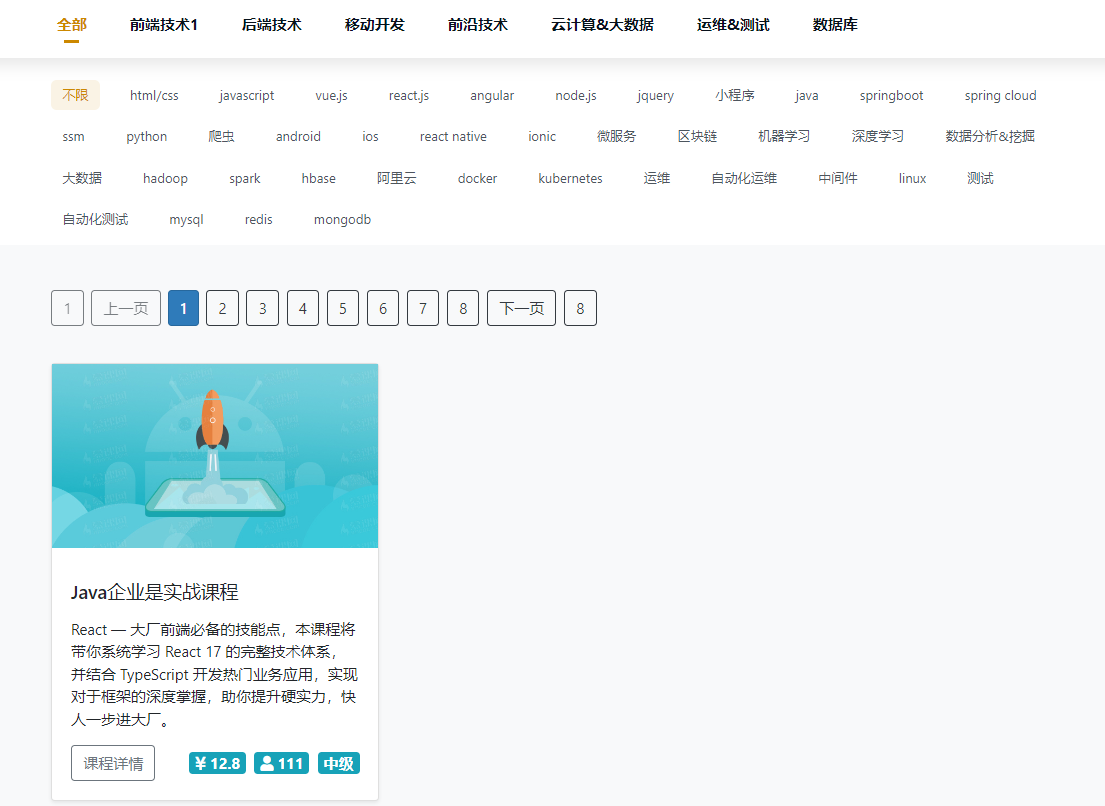 全部 前端技术1 后端技术 移动开发 前沿技术 云计算&大数据 运维&测试 数据库
不限 html/css javascript vue.js react.js angular node.js jquery 小程序 java springboot spring cloud
ssm python 爬虫 android ios react native ionic 微服务 区块链 机器学习 深度学习 数据分析&挖掘
大数据 hadoop spark hbase 阿里云 docker kubernetes 运维 自动化运维 中间件 linux 测试
自动化测试 mysql redis mongodb
1 上一页 1 2 3 4 5 6 7 8 下一页 8
Java企业是实战课程
React — 大厂前端必备的技能点，本课程将
带你系统学习 React 17 的完整技术体系，
并结合 TypeScript 开发热门业务应用，实现
对于框架的深度掌握，助你提升硬实力，快
人一步进大厂。
课程详情 ¥ 12.8 111 中级